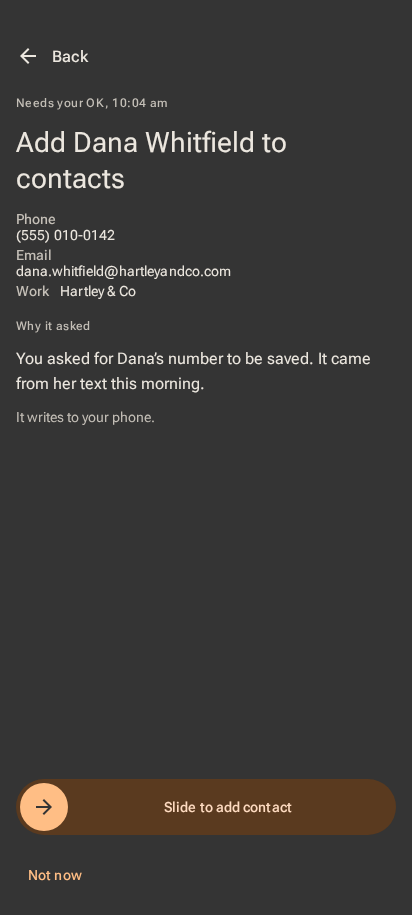 Back
Needs your OK, 10:04 am
Add Dana Whitfield to
contacts
Phone
(555) 010-0142
Email
dana.whitfield@hartleyandco.com
Work Hartley & Co
Why it asked
You asked for Dana's number to be saved. It came
from her text this morning.
It writes to your phone.
Slide to add contact
Not now